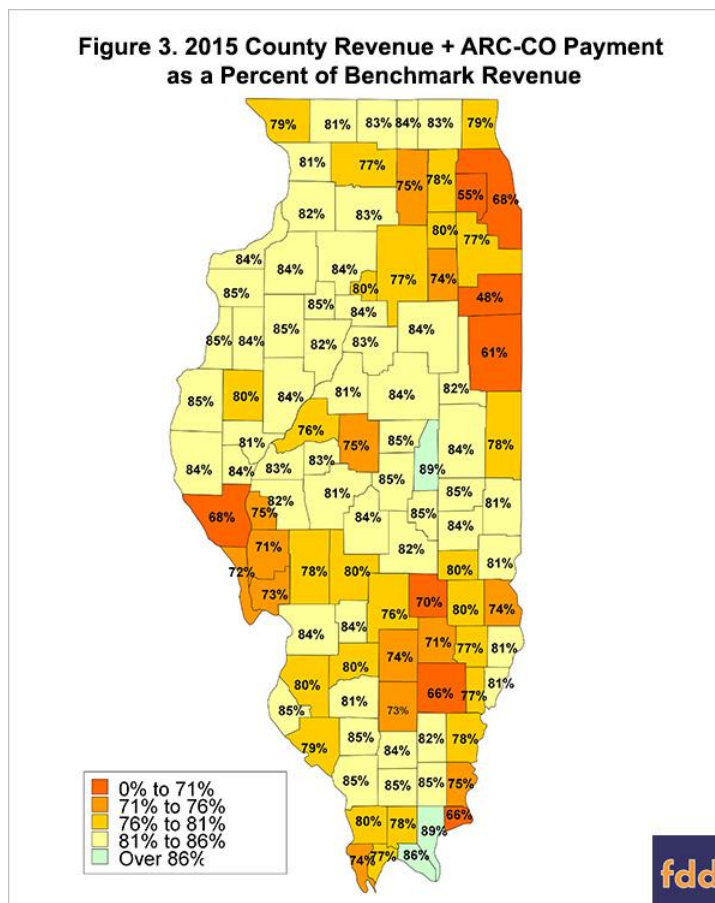 Figure 3. 2015 County Revenue + ARC-CO Payment
as a Percent of Benchmark Revenue
79% 81% 83% 84% 83% 79%
81% 77% 75% 78% 55% 68%
82% 83% 80% 77%
84% 84% 84% 80% 77% 74% 48%
85% 85% 84%
85% 84% 85% 82% 83% 84% 61%
85% 80% 84% 81% 84% 82%
76% 75% 85% 89% 84% 78%
84% 81% 84% 83% 83% 85%
81% 85% 85% 81%
68% 75% 82% 84% 84%
72% 71% 78% 80% 82% 80% 81%
73% 76% 70% 80% 74%
84% 84% 74% 71% 77% 81%
80% 80% 66% 77% 81%
85% 81% 73%
79% 85% 84% 82% 78%
85% 85% 85% 75%
80% 78% 89% 66%
74% 77% 86%
0% to 71%
71% to 76%
76% to 81%
81% to 86%
Over 86%
fdd